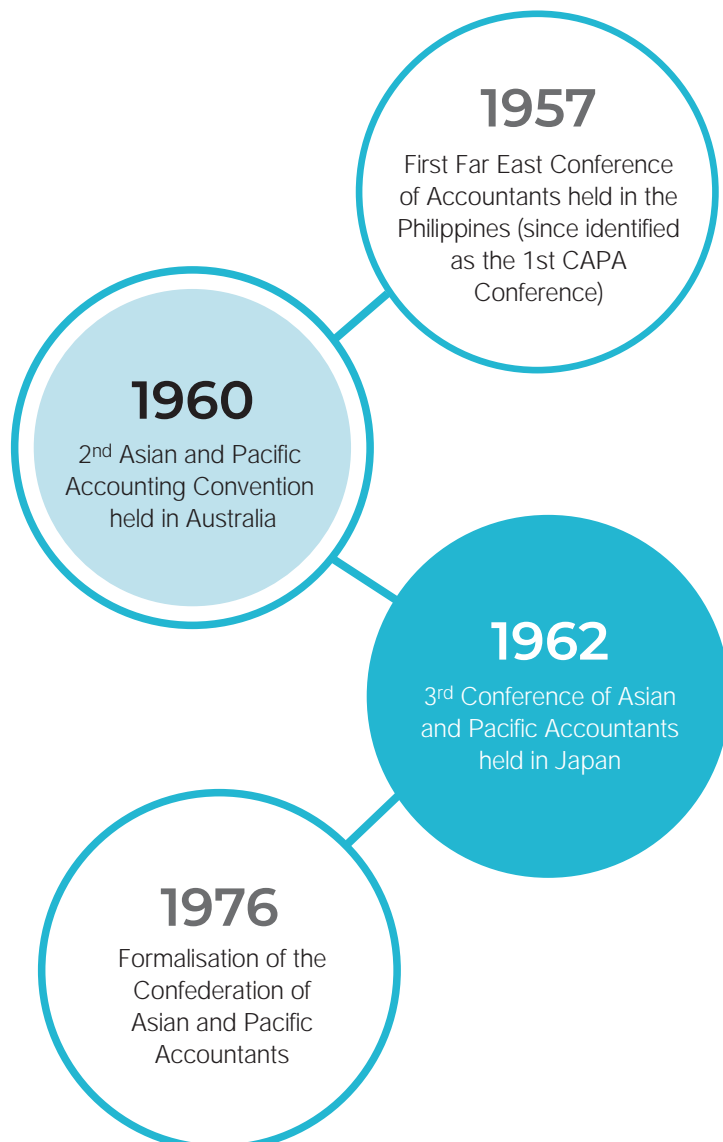 1957
First Far East Conference
of Accountants held in the
Philippines (since identified
as the 1st CAPA
Conference)
1960
2nd Asian and Pacific
Accounting Convention
held in Australia
1962
3rd Conference of Asian
and Pacific Accountants
held in Japan
1976
Formalisation of the
Confederation of
Asian and Pacific
Accountants